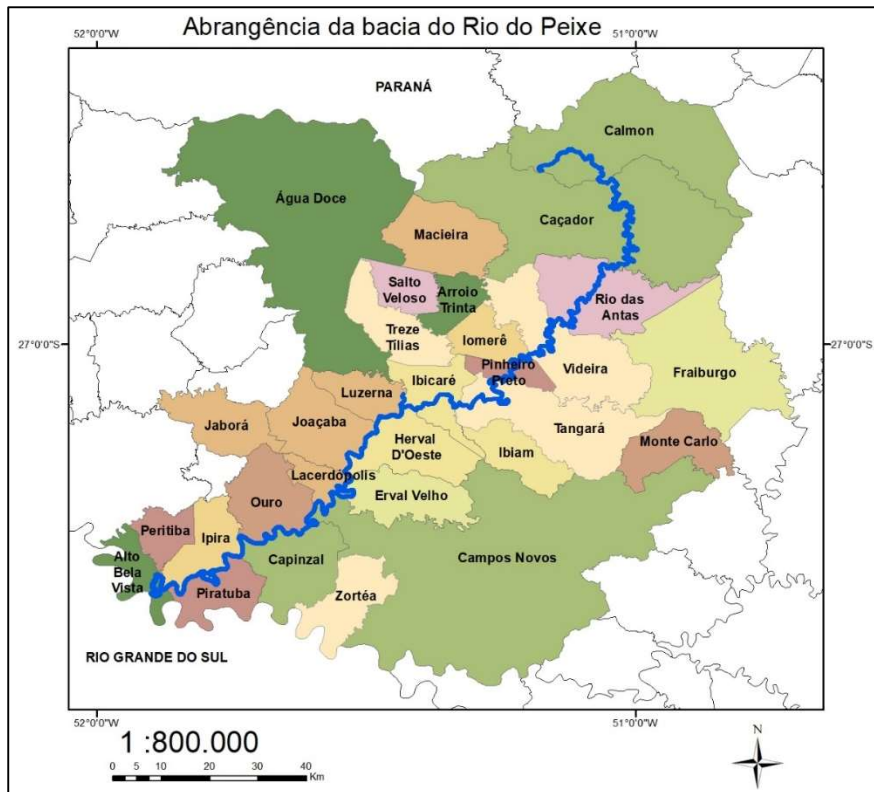 Abrangência da bacia do Rio do Peixe
52°0'0"W
51°0'0"W
PARANÁ
Calmon
Água Doce
Caçador
Macieira
Salto
Veloso
Arroio
Trinta
Rio das
Antas
Treze
Tílias
Iomerê
27°0'0"S
27°0'0"S
Pinheiro
Preto
Videira
Fraiburgo
Ibicaré
Luzerna
Jaborá
Joaçaba
Tangará
Herval
D'Oeste
Ibiam
Monte Carlo
Lacerdópolis
Ouro
Erval Velho
Peritiba
Ipira
Alto
Bela
Vista
Capinzal
Campos Novos
Piratuba
Zortéa
RIO GRANDE DO SUL
52°0'0"W
51°0'0"W
1 :800.000
N
0 5 10 20 30 40
Km